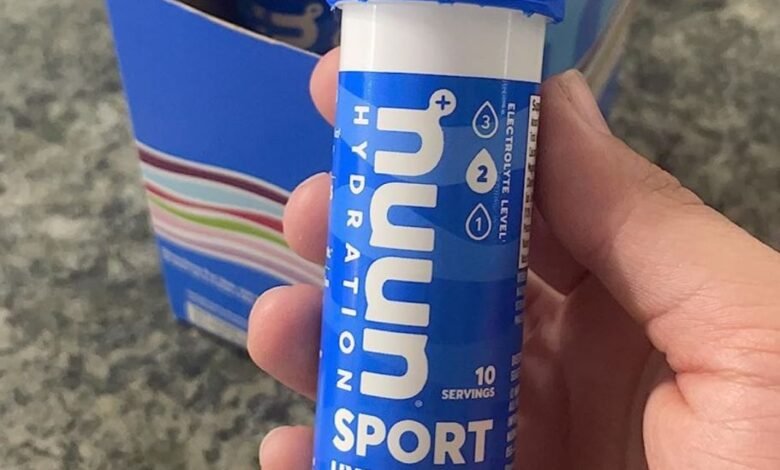 nuun
HYDRATION
ELECTROLYTE LEVEL
3
2
1
10
SERVINGS
SPORT